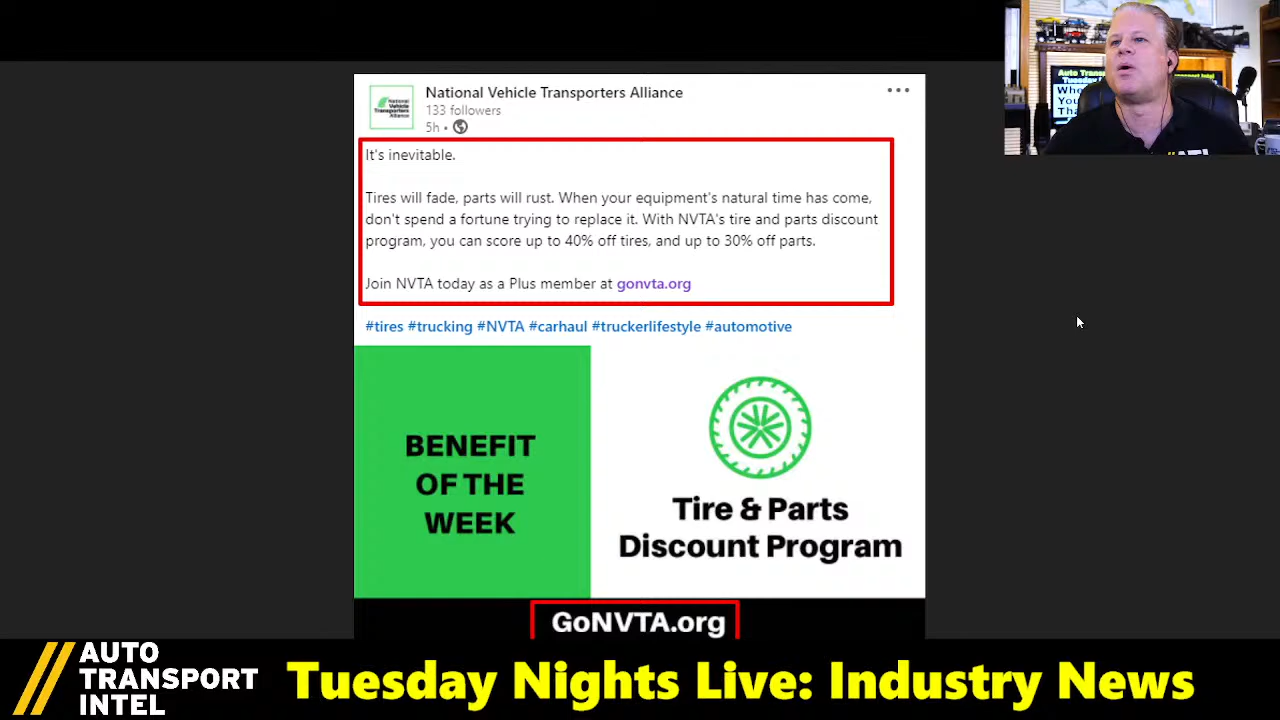 National Vehicle Transporters Alliance
133 followers
5h •
National
Vehicle
Transporters
Alliance
It's inevitable.
Tires will fade, parts will rust. When your equipment's natural time has come,
don't spend a fortune trying to replace it. With NVTA's tire and parts discount
program, you can score up to 40% off tires, and up to 30% off parts.
Join NVTA today as a Plus member at gonvta.org
#tires #trucking #NVTA #carhaul #truckerlifestyle #automotive
BENEFIT
OF THE
WEEK
Tire & Parts
Discount Program
GoNVTA.org
AUTO
TRANSPORT
INTEL
Tuesday Nights Live: Industry News